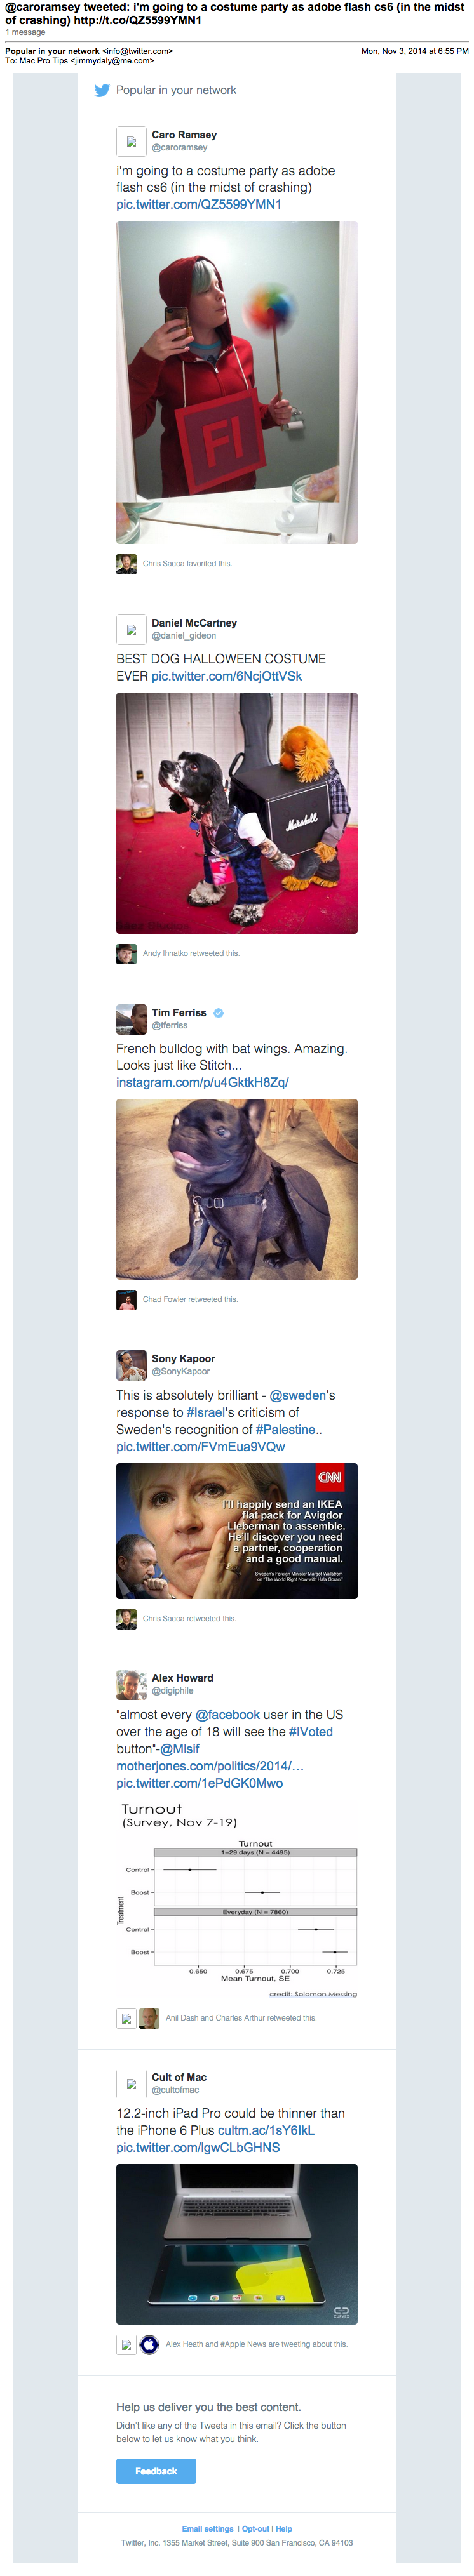 @caroramsey tweeted: i'm going to a costume party as adobe flash cs6 (in the midst
of crashing) http://t.co/QZ5599YMN1
1 message
Popular in your network <info@twitter.com>
Mon, Nov 3, 2014 at 6:55 PM
To: Mac Pro Tips <jimmydaly@me.com>
Popular in your network
Caro Ramsey
@caroramsey
i'm going to a costume party as adobe
flash cs6 (in the midst of crashing)
pic.twitter.com/QZ5599YMN1
Fl
Chris Sacca favorited this.
Daniel McCartney
@daniel_gideon
BEST DOG HALLOWEEN COSTUME
EVER pic.twitter.com/6NcjOttVSk
Marshall
Andy Ihnatko retweeted this.
Tim Ferriss
@tferriss
French bulldog with bat wings. Amazing.
Looks just like Stitch...
instagram.com/p/u4GktkH8Zq/
Chad Fowler retweeted this.
Sony Kapoor
@SonyKapoor
This is absolutely brilliant - @sweden's
response to #Israel's criticism of
Sweden's recognition of #Palestine..
pic.twitter.com/FVmEua9VQw
CNN
I'll happily send an IKEA
flat pack for Avigdor
Lieberman to assemble.
He'll discover you need
a partner, cooperation
and a good manual.
Sweden's Foreign Minister Margot Wallstrom
on "The World Right Now with Hala Gorani"
Chris Sacca retweeted this.
Alex Howard
@digiphile
"almost every @facebook user in the US
over the age of 18 will see the #IVoted
button"-@Mlsif
motherjones.com/politics/2014/…
pic.twitter.com/1ePdGK0Mwo
Turnout
(Survey, Nov 7-19)
Turnout
1-29 days (N = 4495)
Control
Boost
Everyday (N = 7860)
Control
Boost
Treatment
0.650 0.675 0.700 0.725
Mean Turnout, SE
credit: Solomon Messing
Anil Dash and Charles Arthur retweeted this.
Cult of Mac
@cultofmac
12.2-inch iPad Pro could be thinner than
the iPhone 6 Plus cultm.ac/1sY6IkL
pic.twitter.com/lgwCLbGHNS
Alex Heath and #Apple News are tweeting about this.
Help us deliver you the best content.
Didn't like any of the Tweets in this email? Click the button
below to let us know what you think.
Feedback
Email settings | Opt-out | Help
Twitter, Inc. 1355 Market Street, Suite 900 San Francisco, CA 94103